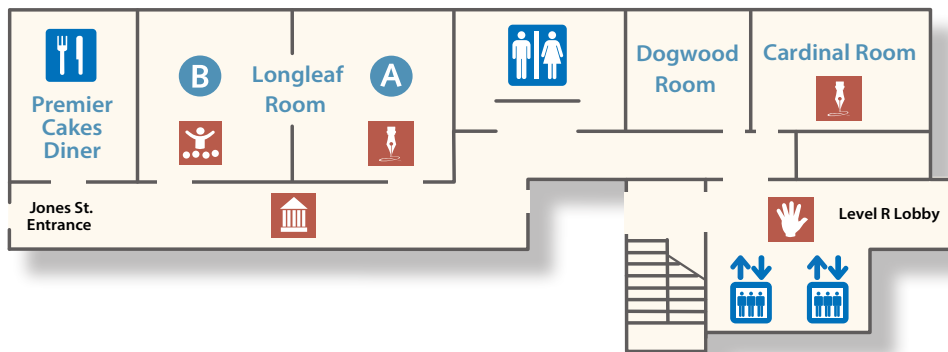 Premier
Cakes
Diner
B
Longleaf
Room
A
Dogwood
Room
Cardinal Room
Jones St.
Entrance
Level R Lobby